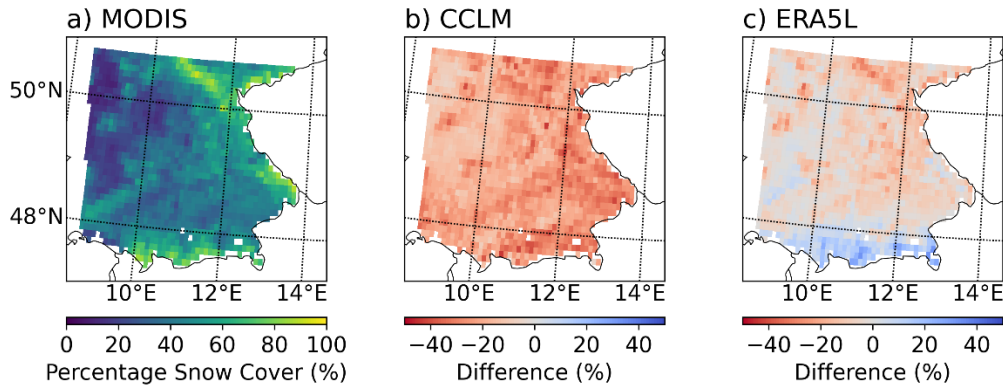 a) MODIS
b) CCLM
c) ERA5L
50°N
48°N
10°E 12°E 14°E
10°E 12°E 14°E
10°E 12°E 14°E
0 20 40 60 80 100
−40 −20 0 20 40
−40 −20 0 20 40
Percentage Snow Cover (%)
Difference (%)
Difference (%)